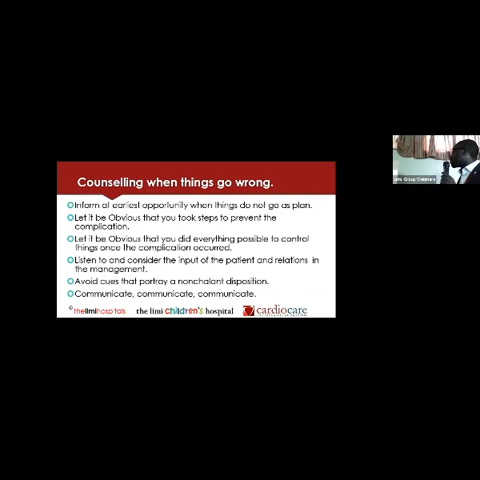 Counselling when things go wrong.
Inform at earliest opportunity when things do not go as plan.
Let it be Obvious that you took steps to prevent the
complication.
Let it be Obvious that you did everything possible to control
things once the complication occurred.
Listen to and consider the input of the patient and relations in
the management.
Avoid cues that portray a nonchalant disposition.
Communicate, communicate, communicate.
thelimihospitals
the limi children's hospital
cardiocare
Group Webinars